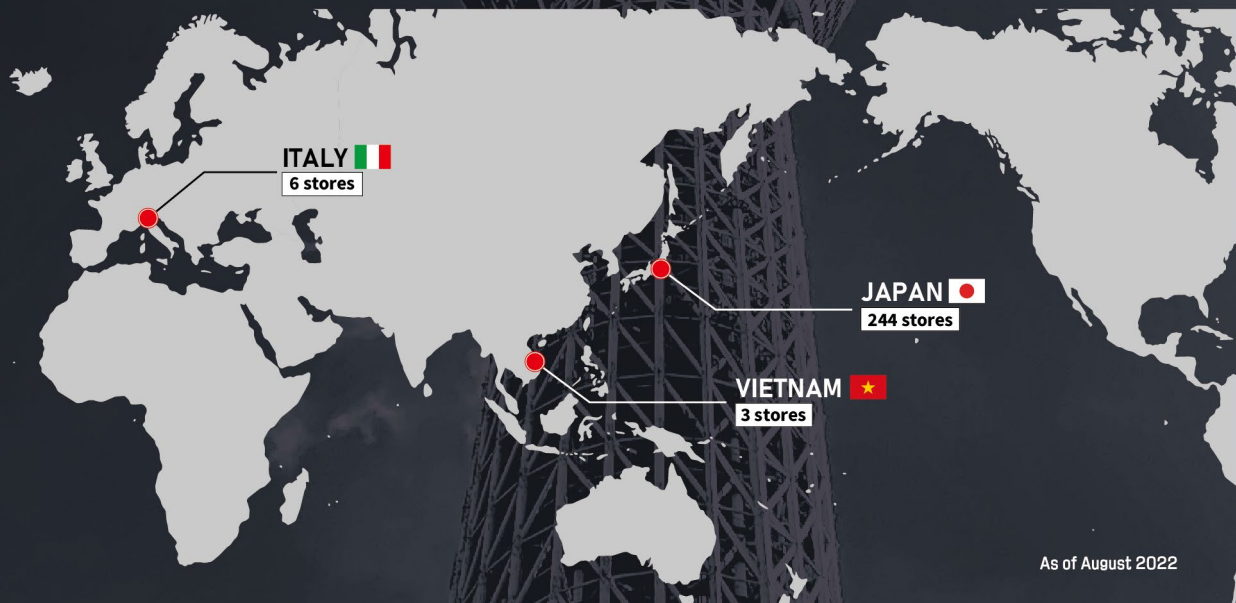 ITALY
6 stores
JAPAN
244 stores
VIETNAM
3 stores
As of August 2022